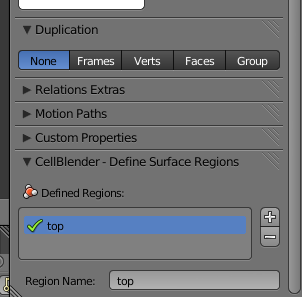 Duplication
None Frames Verts Faces Group
Relations Extras
Motion Paths
Custom Properties
CellBlender - Define Surface Regions
Defined Regions:
top
Region Name: top